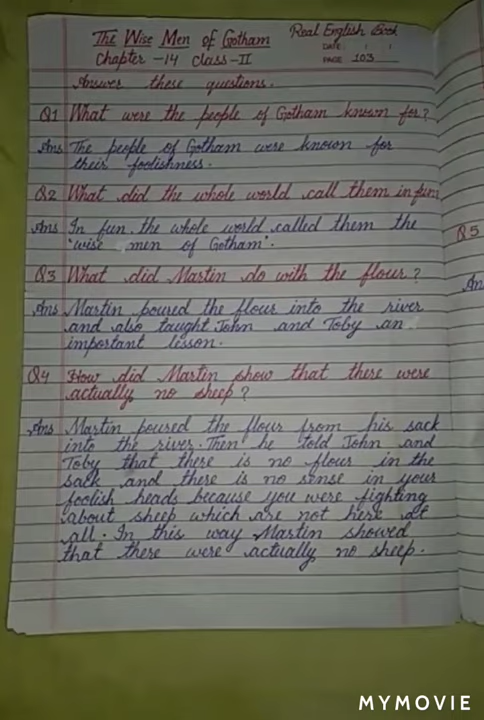 The Wise Men of Gotham
Real English Book
Chapter -14 class-II
DATE : :
PAGE 103
Answer these questions.
Q1 What were the people of Gotham known for?
Ans The people of Gotham were known for
their foolishness.
Q2 What did the whole world call them in fun
Ans In fun the whole world called them the
"wise men of Gotham".
Q3 What did Martin do with the flour?
Ans Martin poured the flour into the river
and also taught John and Toby an
important lesson.
Q4 How did Martin show that there were
actually no sheep?
Ans Martin poured the flour from his sack
into the river. Then he told John and
Toby that there is no flour in the
sack and there is no sense in your
foolish heads because you were fighting
about sheep which are not here at
all. In this way Martin showed
that there were actually no sheep.
Q5
An
MYMOVIE